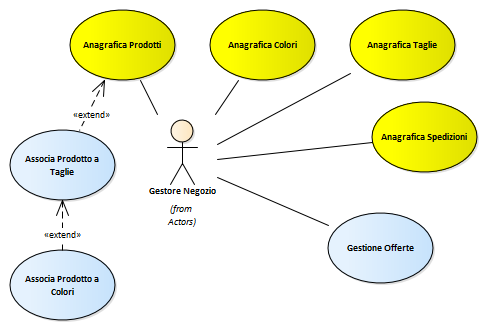 Anagrafica Prodotti
Anagrafica Colori
Anagrafica Taglie
«extend»
Anagrafica Spedizioni
Associa Prodotto a
Taglie
Gestore Negozio
(from
Actors)
«extend»
Gestione Offerte
Associa Prodotto a
Colori